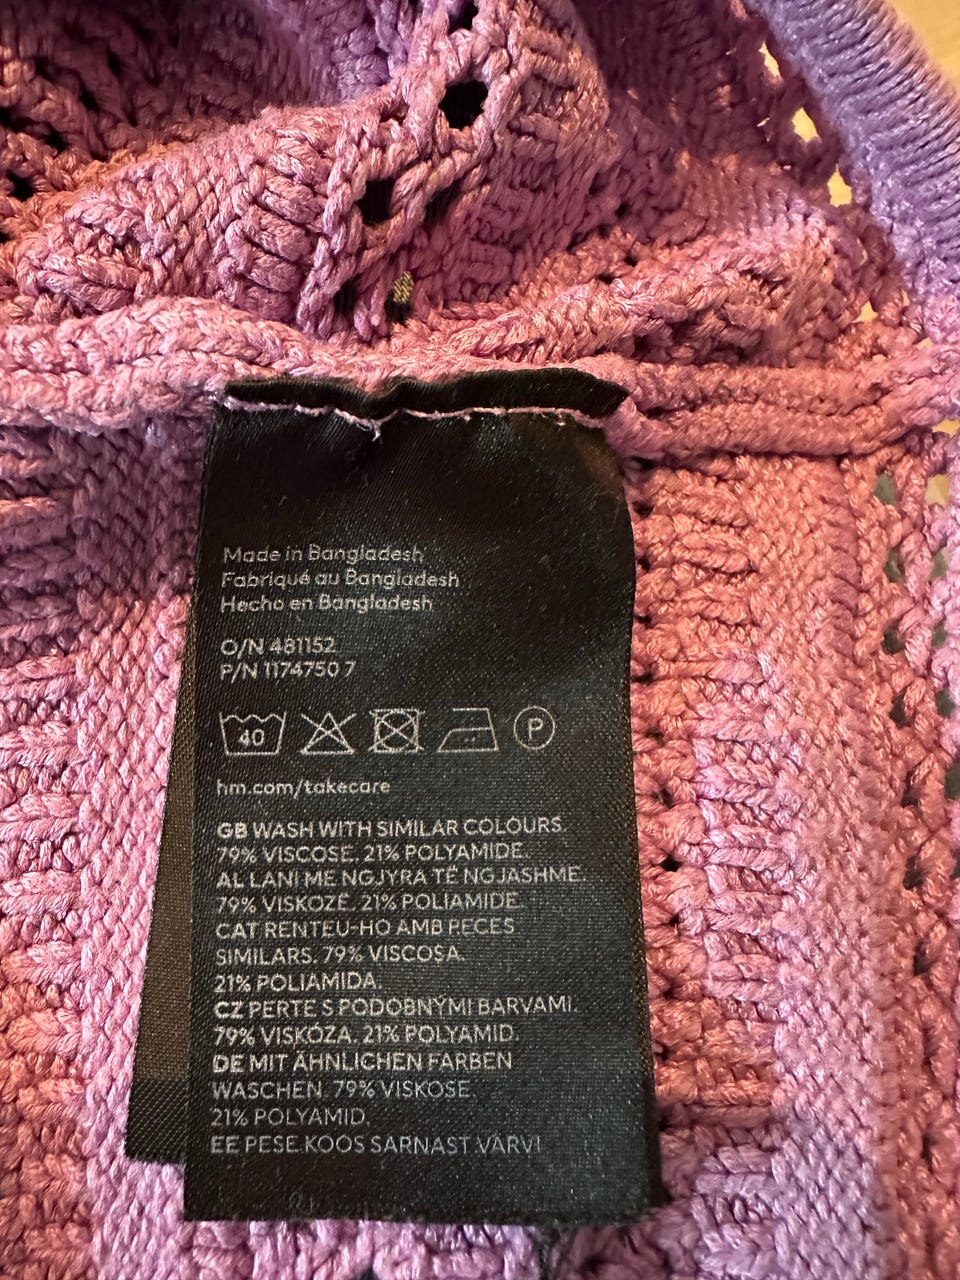 Made in Bangladesh
Fabriqué au Bangladesh
Hecho en Bangladesh
O/N 481152
P/N 1174750 7
40 P
hm.com/takecare
GB WASH WITH SIMILAR COLOURS.
79% VISCOSE. 21% POLYAMIDE.
AL LANI ME NGJYRA TË NGJASHME.
79% VISKOZË. 21% POLIAMIDE.
CAT RENTEU-HO AMB PECES
SIMILARS. 79% VISCOSA.
21% POLIAMIDA.
CZ PERTE S PODOBNÝMI BARVAMI.
79% VISKÓZA. 21% POLYAMID.
DE MIT ÄHNLICHEN FARBEN
WASCHEN. 79% VISKOSE.
21% POLYAMID.
EE PESE KOOS SARNAST VÄRVI